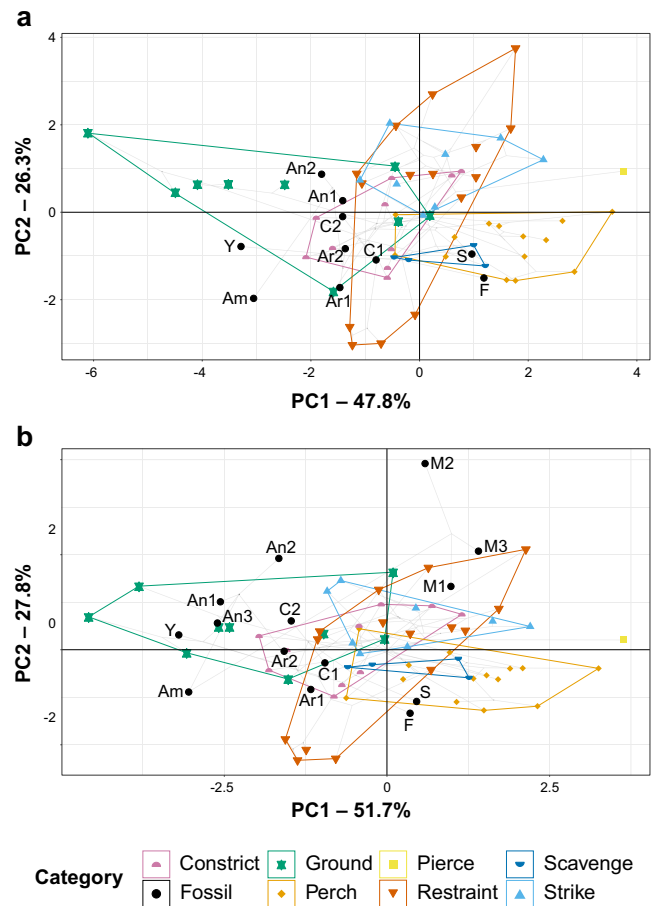 a
4
2
0
-2
PC2 – 26.3%
An2
An1
C2
Y
Ar2
C1
S
Am
Ar1
F
-6 -4 -2 0 2 4
PC1 – 47.8%
b
2
0
-2
PC2 – 27.8%
M2
M3
An2
M1
An1
An3
C2
Y
Ar2
C1
Am
Ar1
S
F
-2.5 0 2.5
PC1 – 51.7%
Category
Constrict Ground Pierce Scavenge
Fossil Perch Restraint Strike